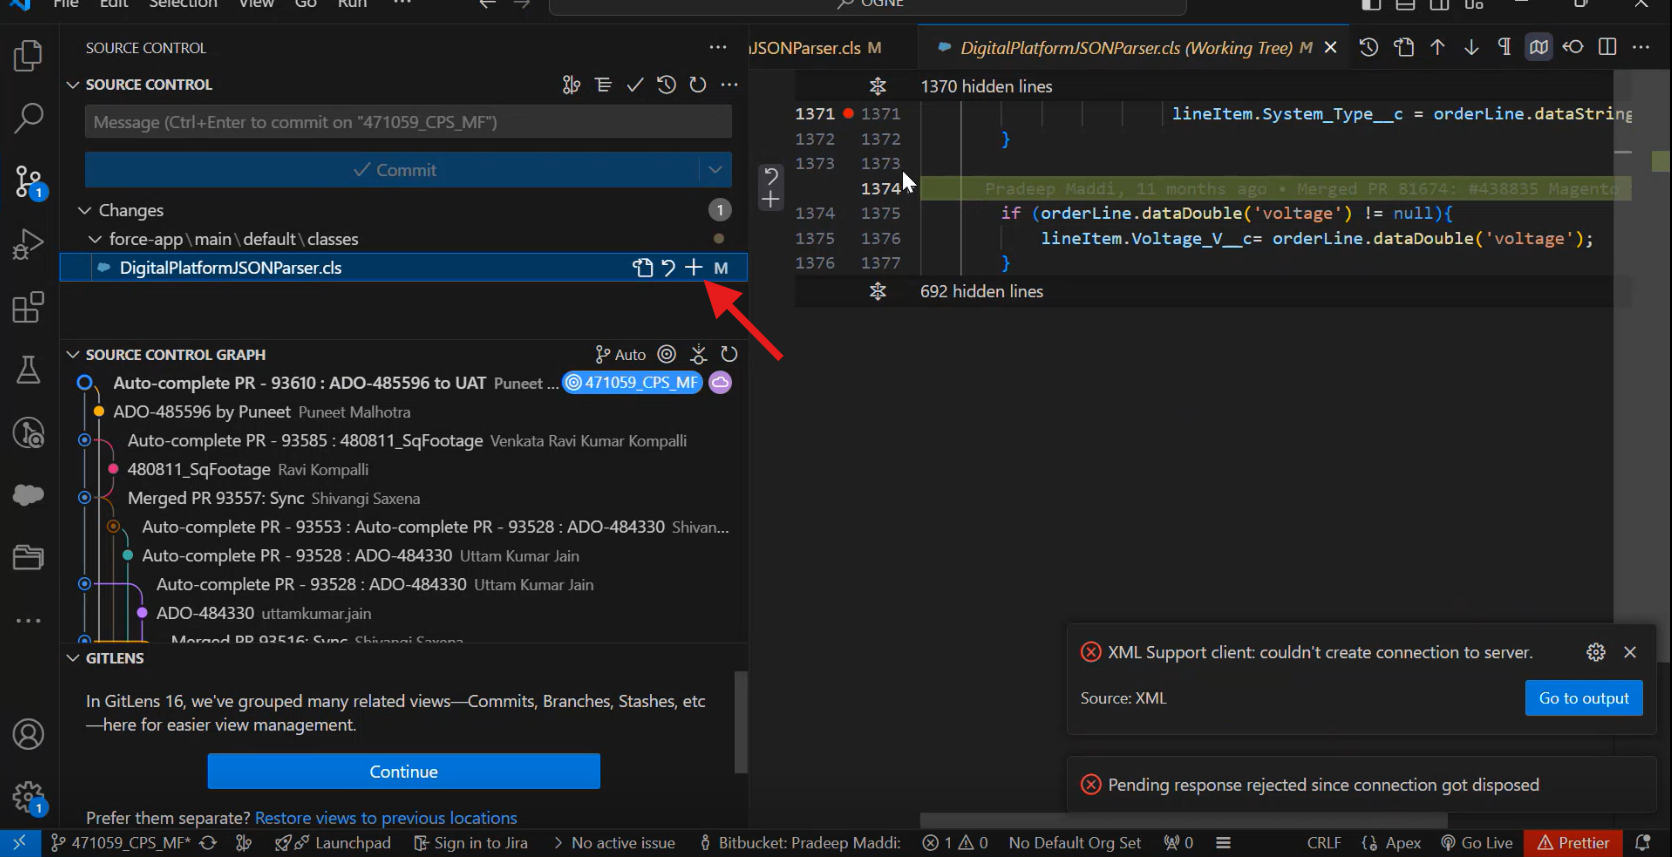 File Edit Selection View Go Run ···
OGNE
SOURCE CONTROL
SOURCE CONTROL
Message (Ctrl+Enter to commit on "471059_CPS_MF")
Commit
Changes 1
force-app\main\default\classes
DigitalPlatformJSONParser.cls M
SOURCE CONTROL GRAPH Auto
Auto-complete PR - 93610 : ADO-485596 to UAT Puneet ... 471059_CPS_MF
ADO-485596 by Puneet Puneet Malhotra
Auto-complete PR - 93585 : 480811_SqFootage Venkata Ravi Kumar Kompalli
480811_SqFootage Ravi Kompalli
Merged PR 93557: Sync Shivangi Saxena
Auto-complete PR - 93553 : Auto-complete PR - 93528 : ADO-484330 Shivan...
Auto-complete PR - 93528 : ADO-484330 Uttam Kumar Jain
Auto-complete PR - 93528 : ADO-484330 Uttam Kumar Jain
ADO-484330 uttamkumar.jain
Merged PR 93516: Sync Shivangi Saxena
GITLENS
In GitLens 16, we've grouped many related views—Commits, Branches, Stashes, etc
—here for easier view management.
Continue
Prefer them separate? Restore views to previous locations
1
1
JSONParser.cls M
DigitalPlatformJSONParser.cls (Working Tree) M
1370 hidden lines
1371 1371 lineItem.System_Type__c = orderLine.dataString
1372 1372 }
1373 1373
1374 Pradeep Maddi, 11 months ago • Merged PR 81674: #438835 Magento
1374 1375 if (orderLine.dataDouble('voltage') != null){
1375 1376 lineItem.Voltage_V__c= orderLine.dataDouble('voltage');
1376 1377 }
692 hidden lines
XML Support client: couldn't create connection to server.
Source: XML
Go to output
Pending response rejected since connection got disposed
471059_CPS_MF* Launchpad Sign in to Jira No active issue Bitbucket: Pradeep Maddi: 1 0 No Default Org Set 0 CRLF {} Apex Go Live Prettier